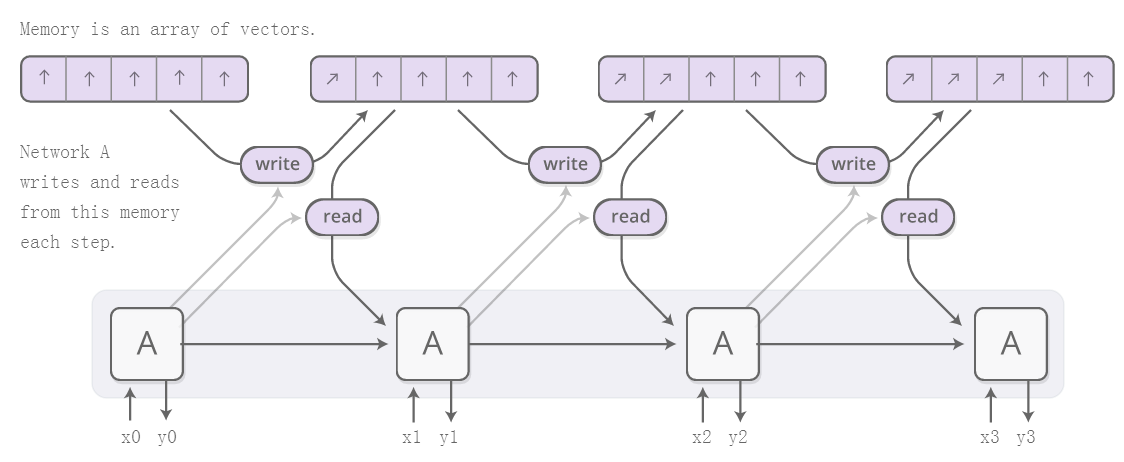 Memory is an array of vectors.
Network A
writes and reads
from this memory
each step.
write
write
write
read
read
read
A
A
A
A
x0 y0
x1 y1
x2 y2
x3 y3